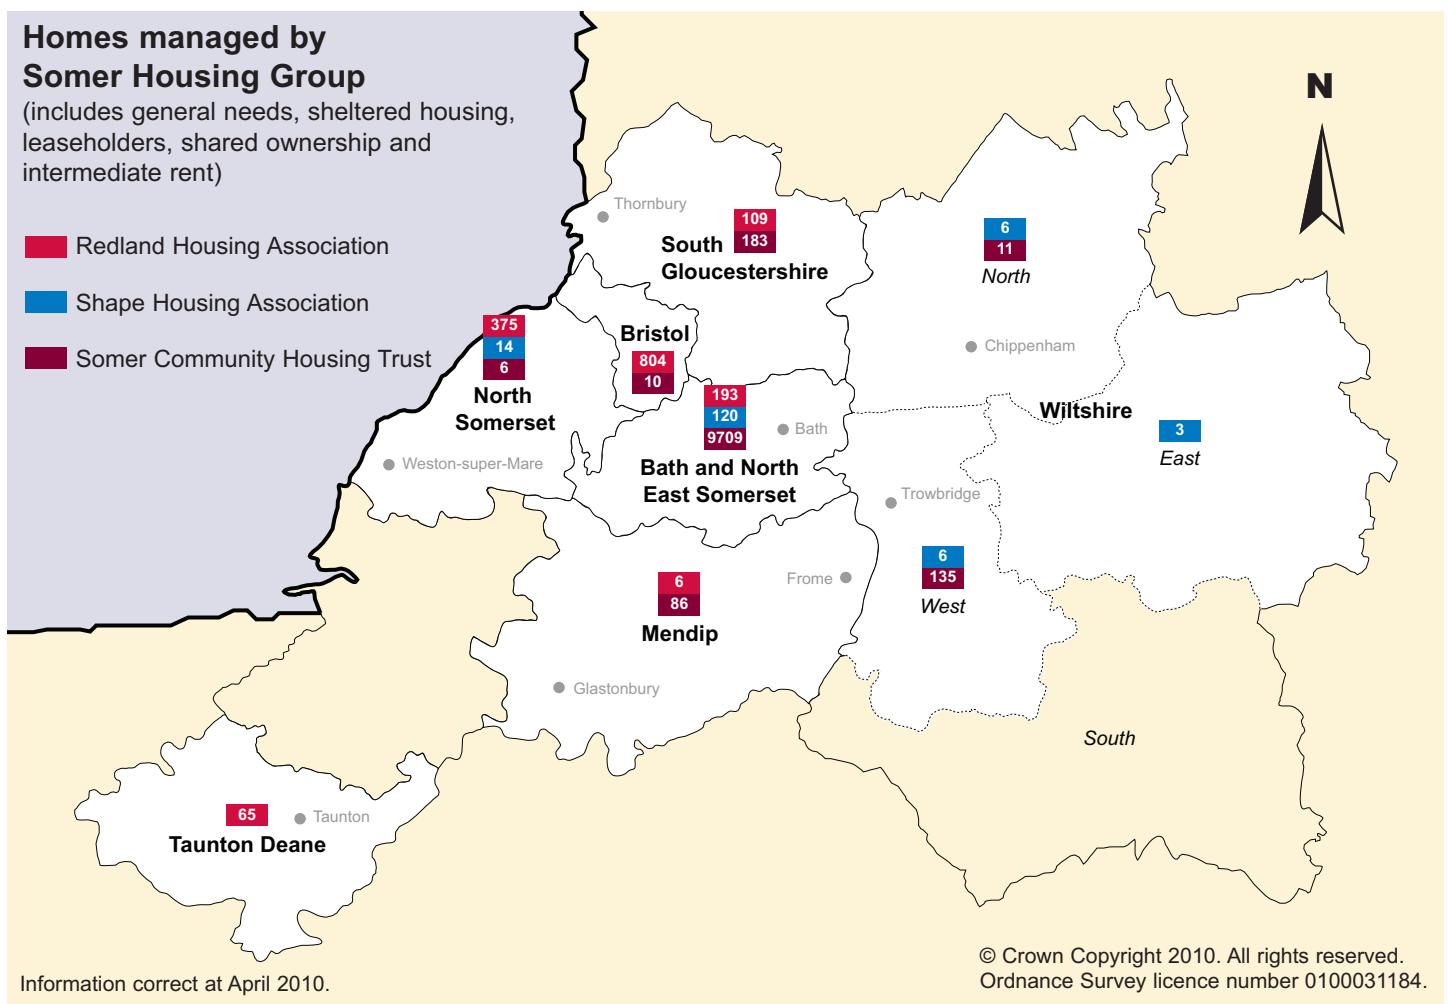 Homes managed by
Somer Housing Group
(includes general needs, sheltered housing,
leaseholders, shared ownership and
intermediate rent)
Redland Housing Association
Shape Housing Association
Somer Community Housing Trust
N
Thornbury
109
183
South
Gloucestershire
6
11
North
Chippenham
375
14
6
North
Somerset
Bristol
804
10
193
120
9709
Bath
Bath and North
East Somerset
Weston-super-Mare
Wiltshire
3
East
Trowbridge
6
135
West
6
86
Mendip
Frome
Glastonbury
South
65
Taunton
Taunton Deane
Information correct at April 2010.
© Crown Copyright 2010. All rights reserved.
Ordnance Survey licence number 0100031184.